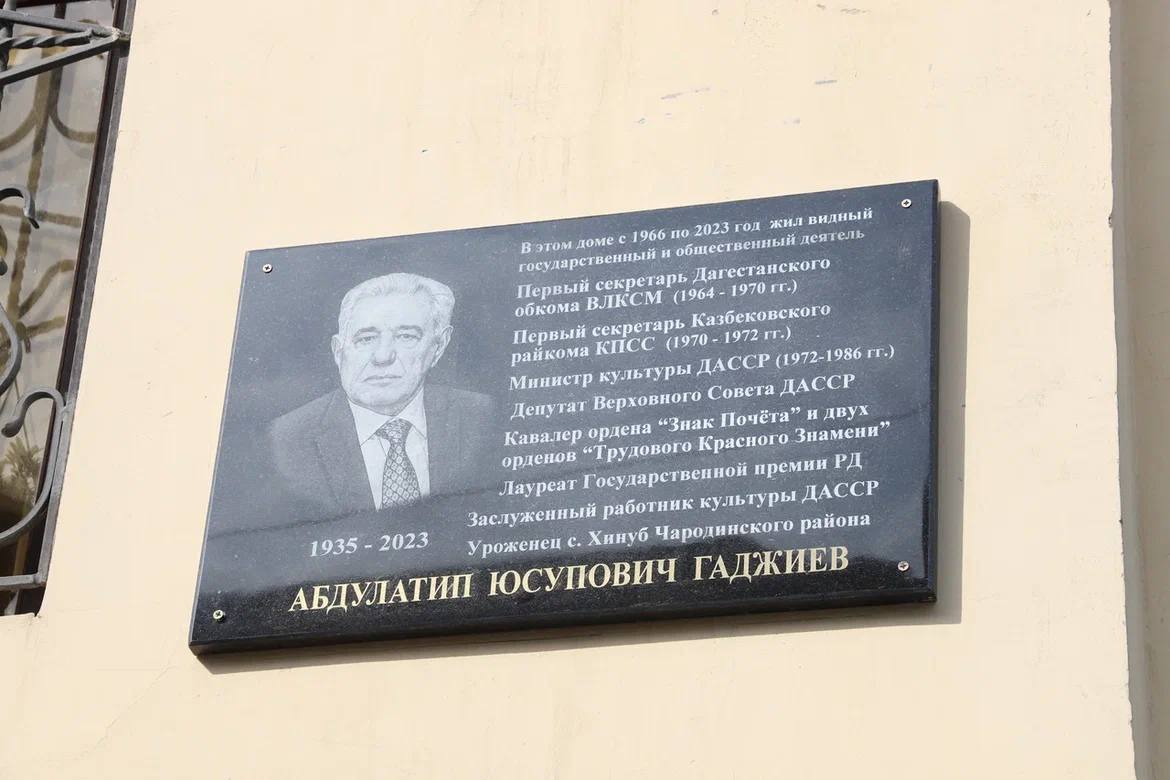 В этом доме с 1966 по 2023 год жил видный
государственный и общественный деятель
Первый секретарь Дагестанского
обкома ВЛКСМ (1964 - 1970 гг.)
Первый секретарь Казбековского
райкома КПСС (1970 - 1972 гг.)
Министр культуры ДАССР (1972-1986 гг.)
Депутат Верховного Совета ДАССР
Кавалер ордена “Знак Почёта” и двух
орденов “Трудового Красного Знамени”
Лауреат Государственной премии РД
Заслуженный работник культуры ДАССР
Уроженец с. Хинуб Чародинского района
1935 - 2023
АБДУЛАТИП ЮСУПОВИЧ ГАДЖИЕВ